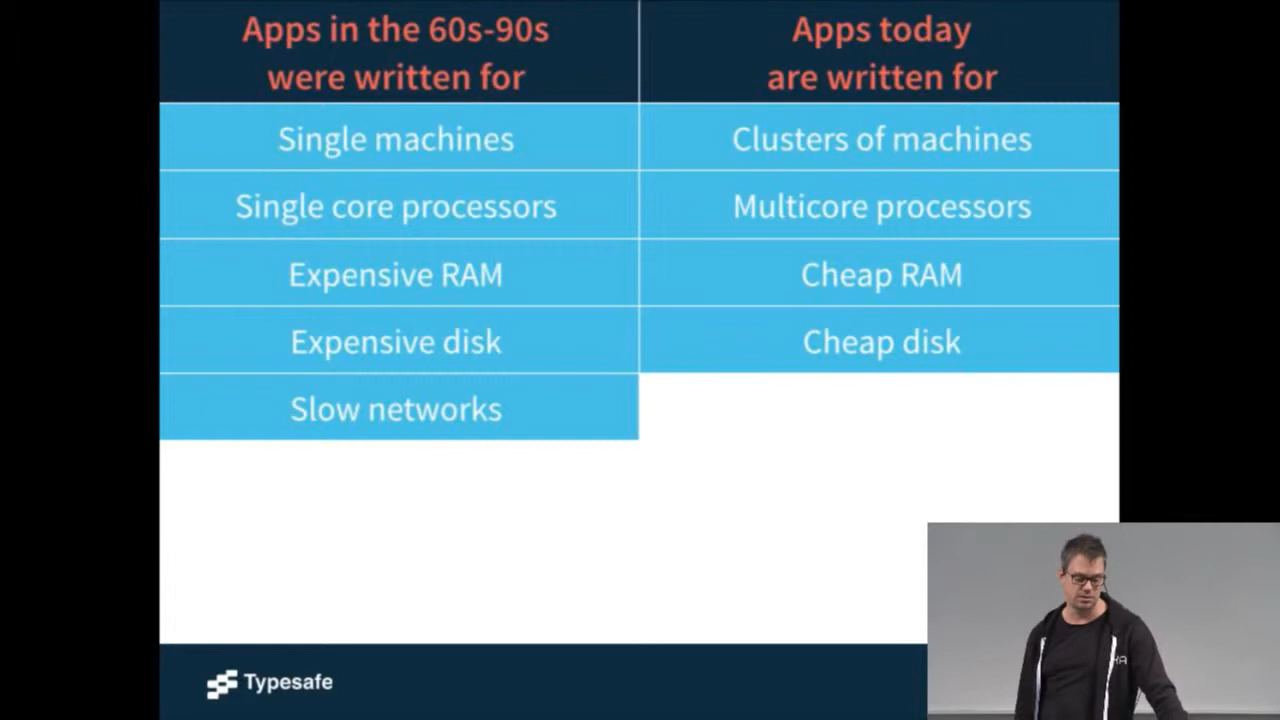 Apps in the 60s-90s
were written for
Apps today
are written for
Single machines
Clusters of machines
Single core processors
Multicore processors
Expensive RAM
Cheap RAM
Expensive disk
Cheap disk
Slow networks
Typesafe